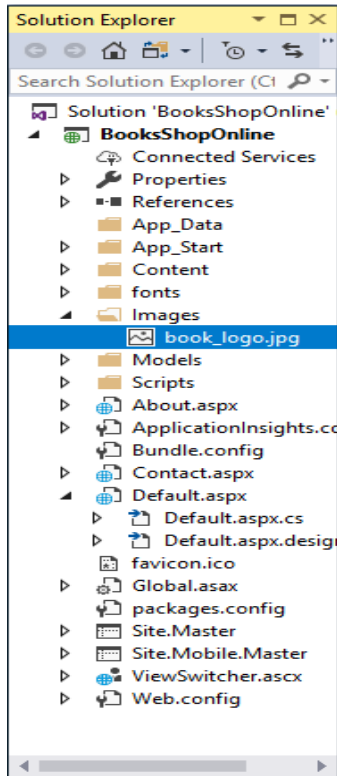 Solution Explorer
Search Solution Explorer (Ct
Solution 'BooksShopOnline'
BooksShopOnline
Connected Services
Properties
References
App_Data
App_Start
Content
fonts
Images
book_logo.jpg
Models
Scripts
About.aspx
ApplicationInsights.co
Bundle.config
Contact.aspx
Default.aspx
Default.aspx.cs
Default.aspx.design
favicon.ico
Global.asax
packages.config
Site.Master
Site.Mobile.Master
ViewSwitcher.ascx
Web.config